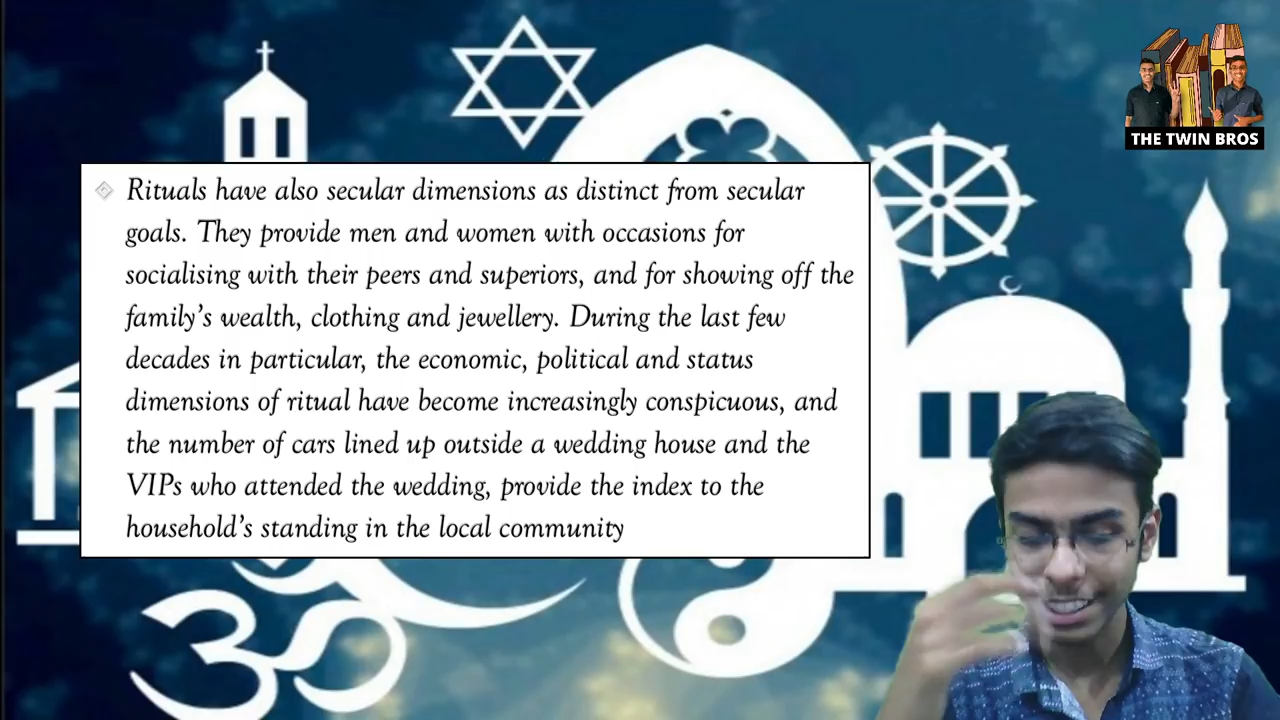 Rituals have also secular dimensions as distinct from secular
goals. They provide men and women with occasions for
socialising with their peers and superiors, and for showing off the
family's wealth, clothing and jewellery. During the last few
decades in particular, the economic, political and status
dimensions of ritual have become increasingly conspicuous, and
the number of cars lined up outside a wedding house and the
VIPs who attended the wedding, provide the index to the
household's standing in the local community
THE TWIN BROS